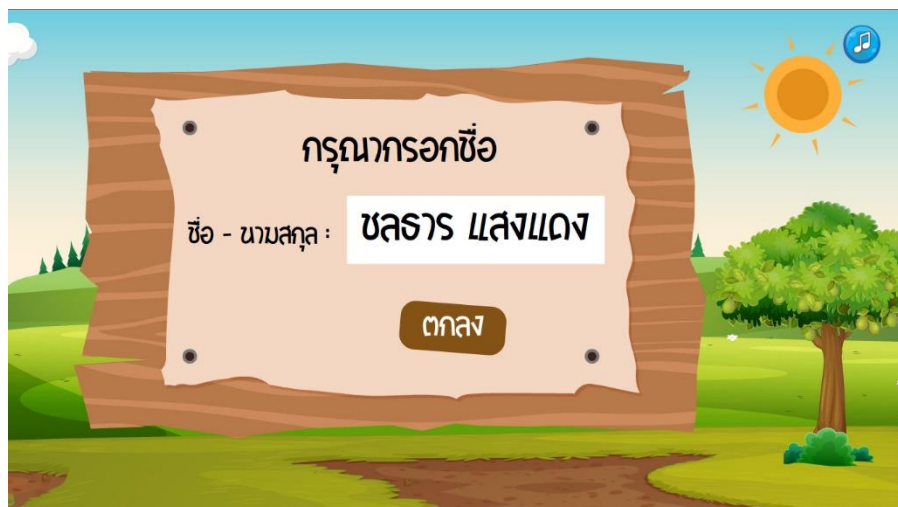 กรุณากรอกชื่อ
ชื่อ - นามสกุล : ชลธาร แสงแดง
ตกลง